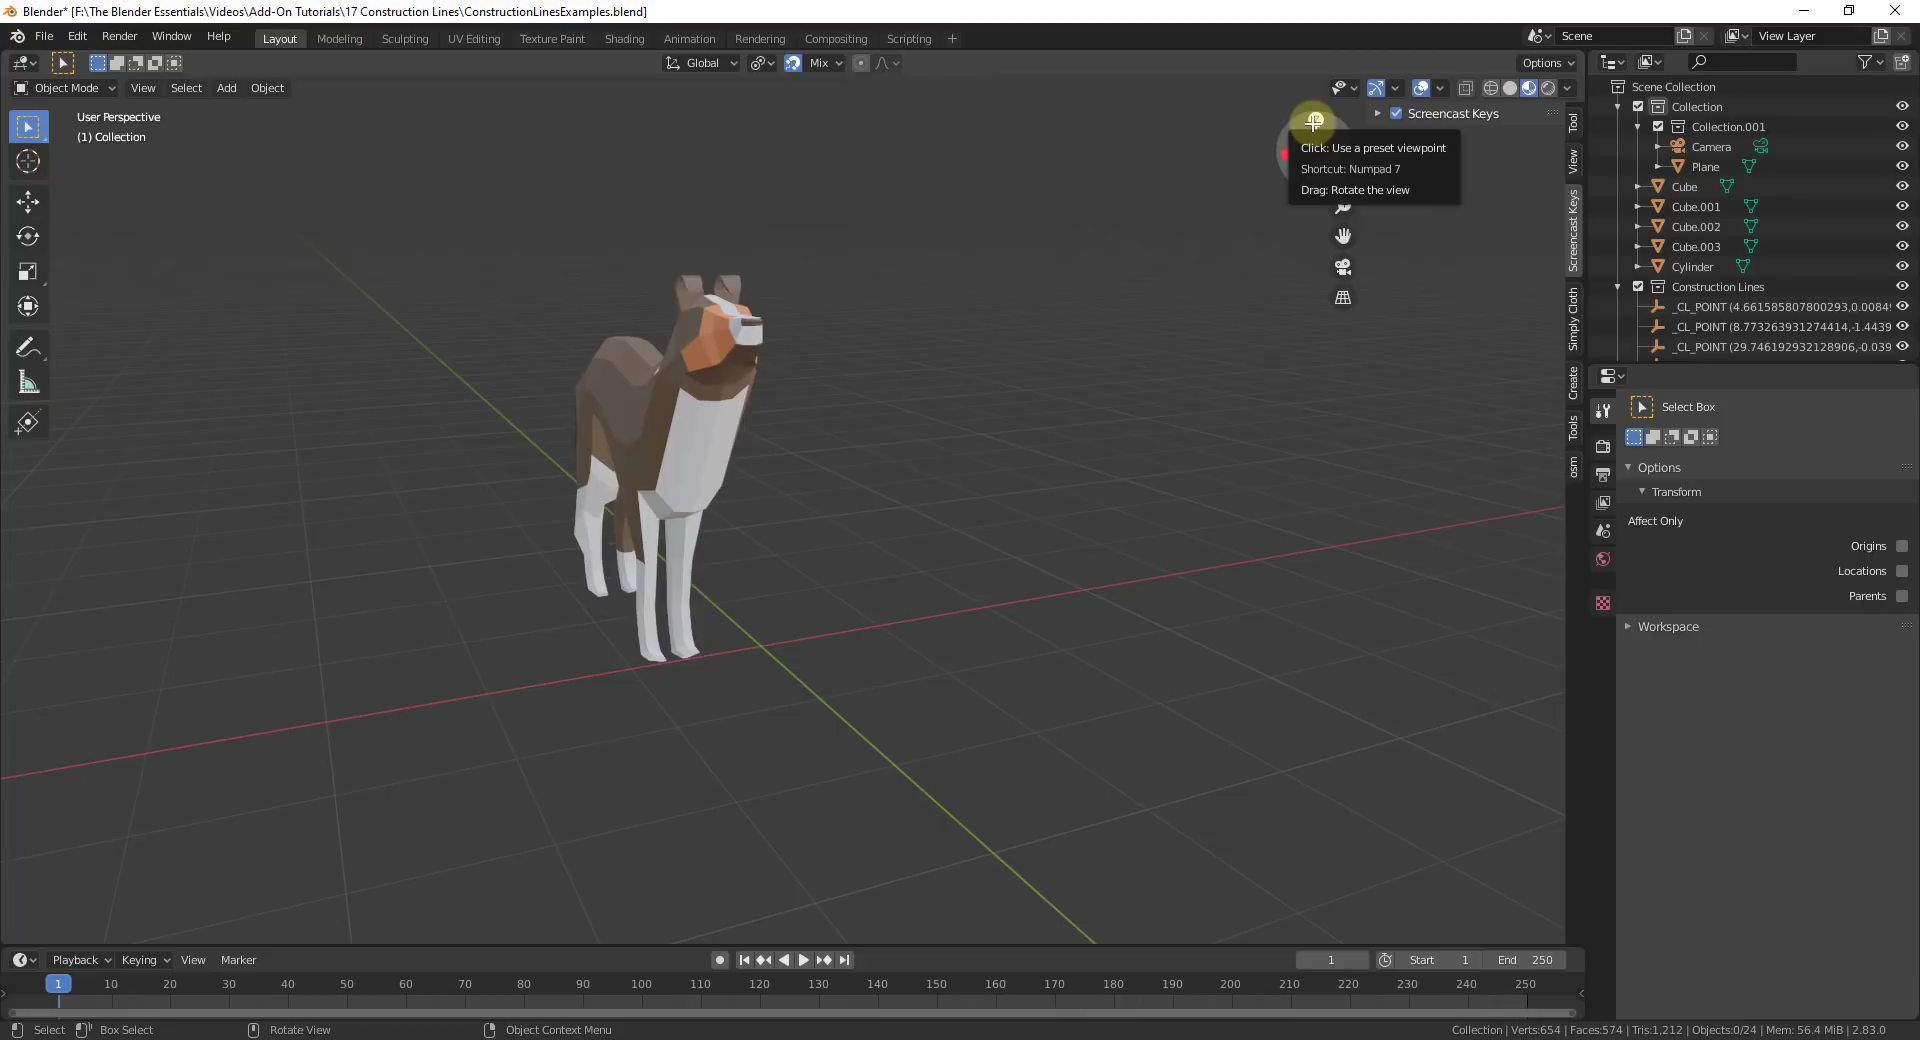 Blender* [F:\The Blender Essentials\Videos\Add-On Tutorials\17 Construction Lines\ConstructionLinesExamples.blend]
File Edit Render Window Help Layout Modeling Sculpting UV Editing Texture Paint Shading Animation Rendering Compositing Scripting + Scene View Layer
Global Mix Options
Object Mode View Select Add Object
User Perspective
(1) Collection
Screencast Keys
Click: Use a preset viewpoint
Shortcut: Numpad 7
Drag: Rotate the view
Tool
View
Screencast Keys
Simply Cloth
Create
Tools
osm
Scene Collection
Collection
Collection.001
Camera
Plane
Cube
Cube.001
Cube.002
Cube.003
Cylinder
Construction Lines
_CL_POINT (4.661585807800293,0.0084
_CL_POINT (8.773263931274414,-1.4439
_CL_POINT (29.746192932128906,-0.039
Select Box
Options
Transform
Affect Only
Origins
Locations
Parents
Workspace
Playback Keying View Marker 1 Start 1 End 250
1 10 20 30 40 50 60 70 80 90 100 110 120 130 140 150 160 170 180 190 200 210 220 230 240 250
Select Box Select Rotate View Object Context Menu Collection | Verts:654 | Faces:574 | Tris:1,212 | Objects:0/24 | Mem: 56.4 MiB | 2.83.0